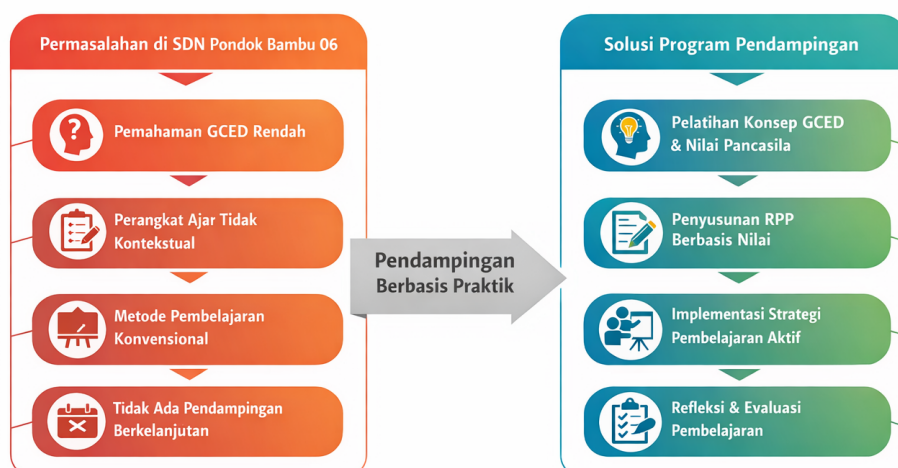 Permasalahan di SDN Pondok Bambu 06
?
Pemahaman GCED Rendah
Perangkat Ajar Tidak
Kontekstual
Metode Pembelajaran
Konvensional
Tidak Ada Pendampingan
Berkelanjutan
Pendampingan
Berbasis Praktik
Solusi Program Pendampingan
Pelatihan Konsep GCED
& Nilai Pancasila
Penyusunan RPP
Berbasis Nilai
Implementasi Strategi
Pembelajaran Aktif
Refleksi & Evaluasi
Pembelajaran